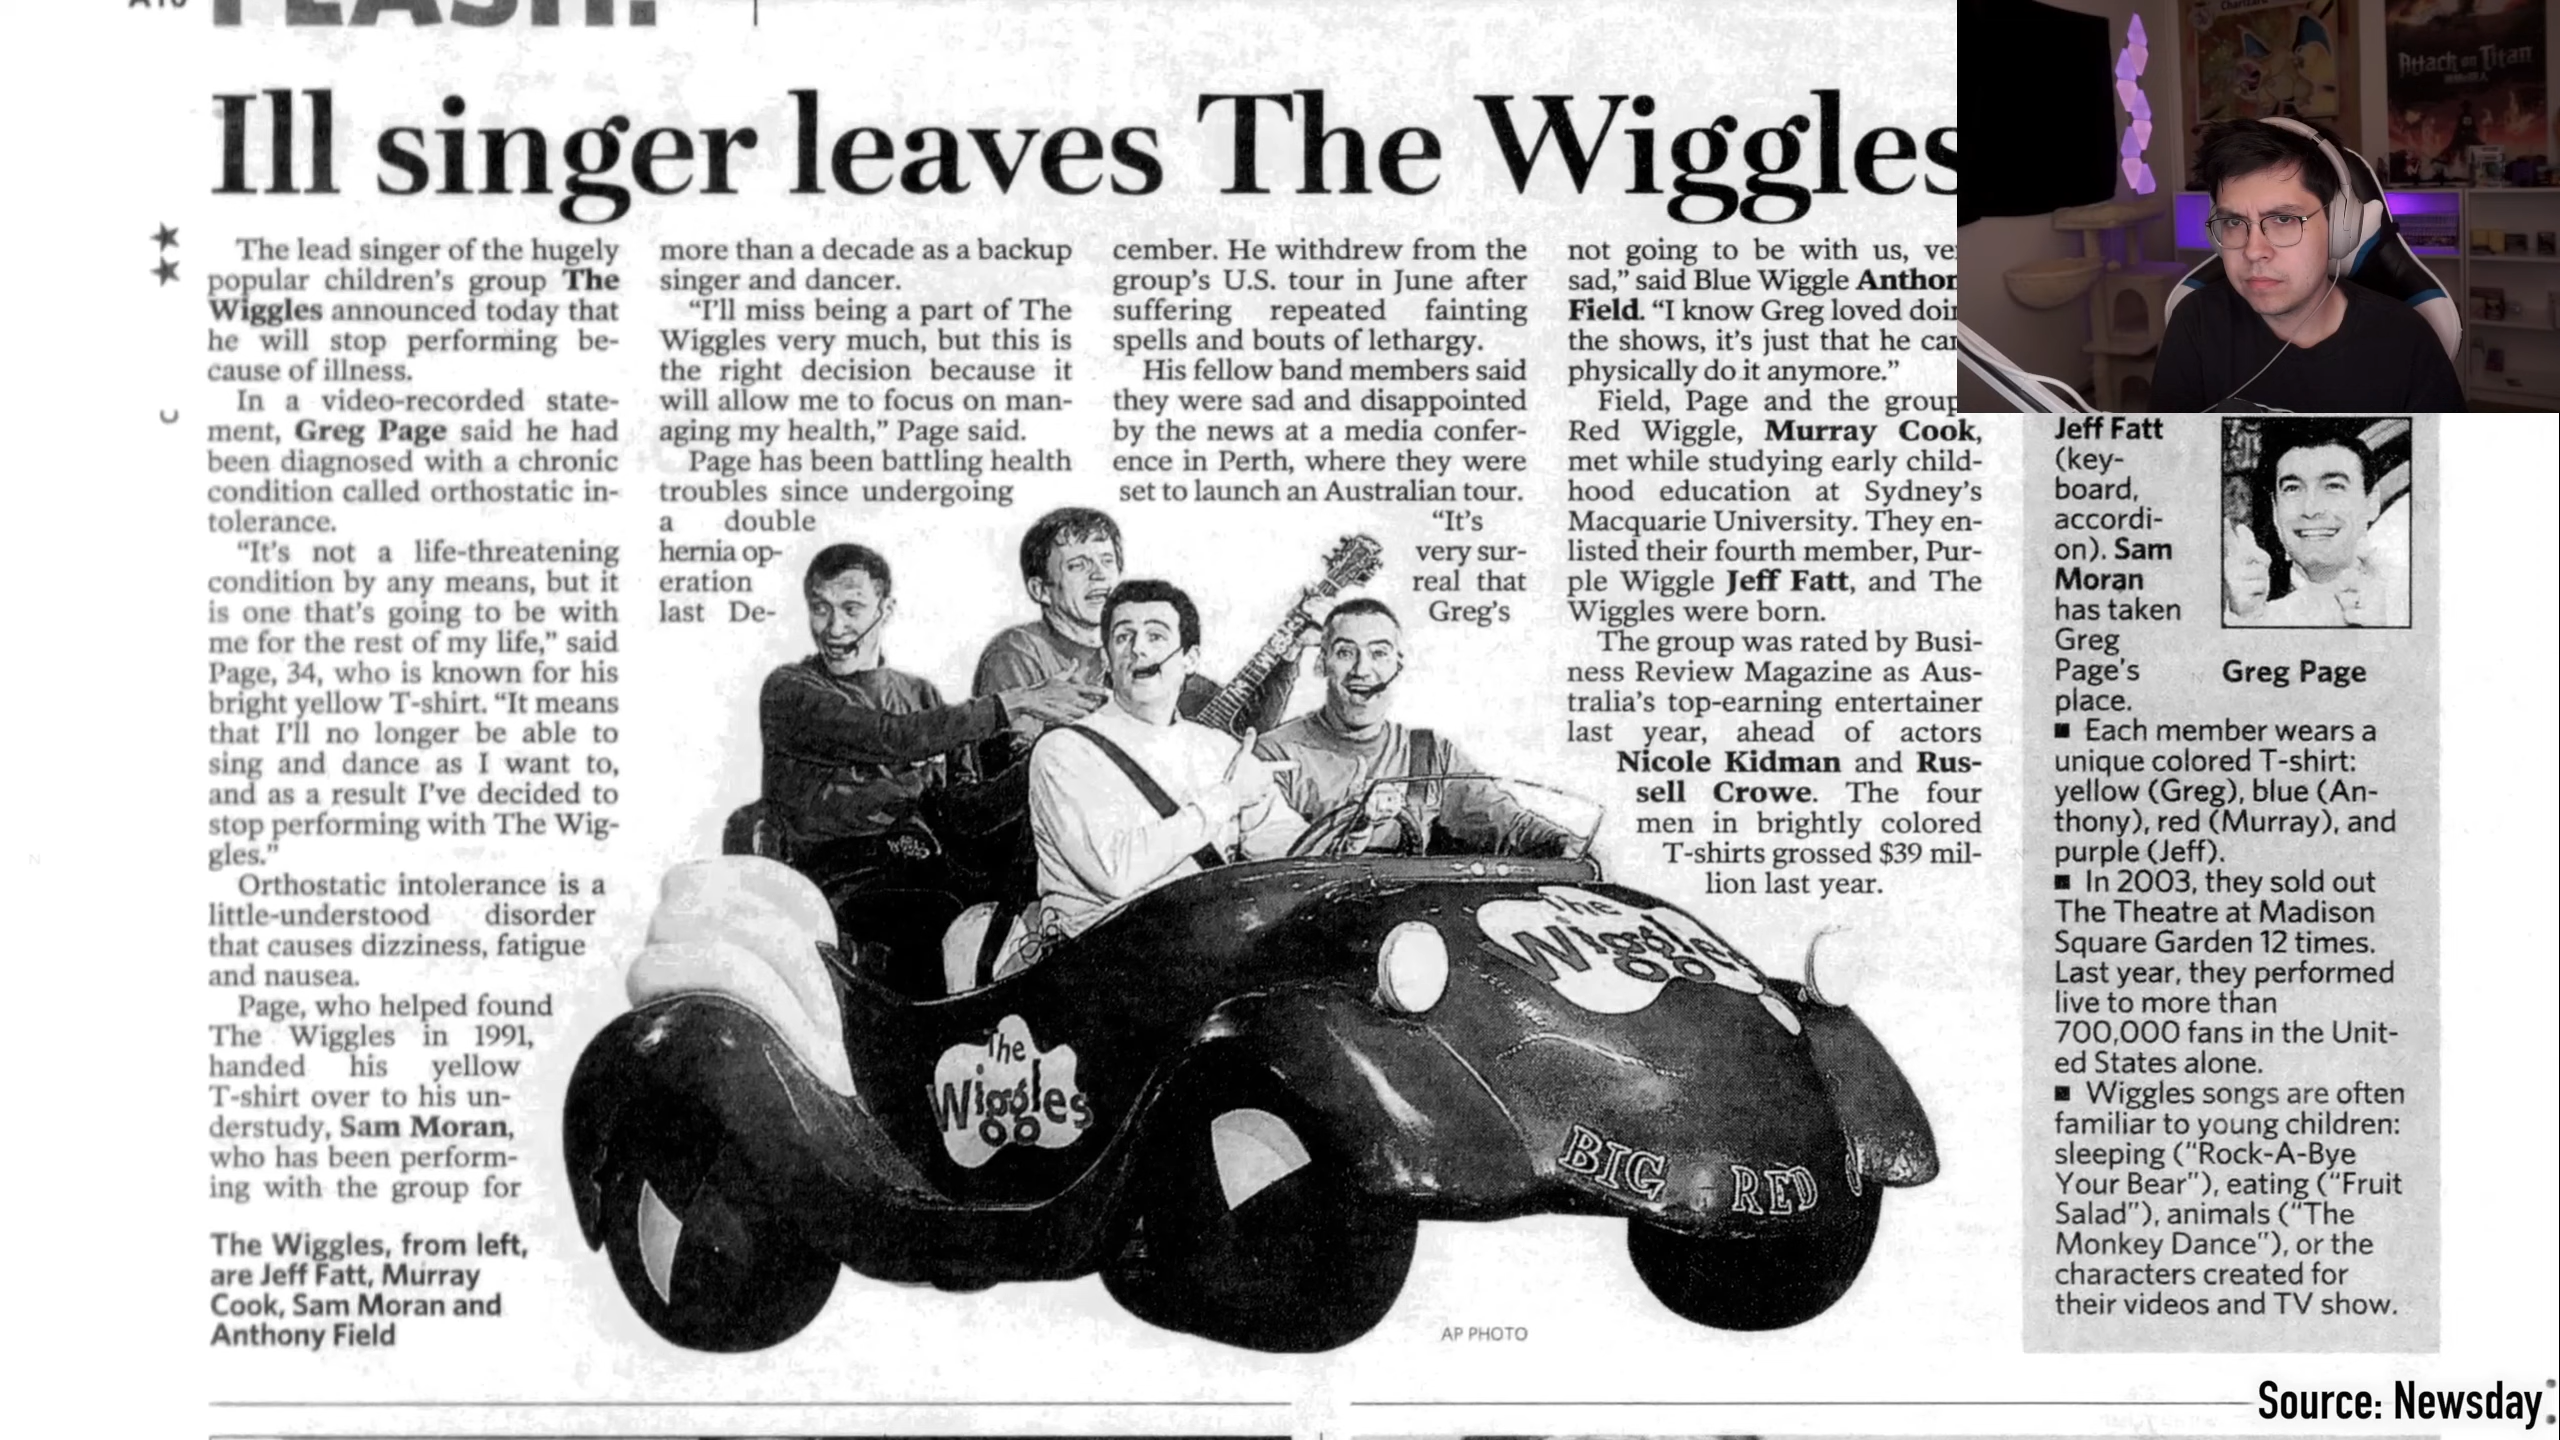 Ill singer leaves The Wiggles
The lead singer of the hugely
popular children's group The
Wiggles announced today that
he will stop performing be-
cause of illness.
In a video-recorded state-
ment, Greg Page said he had
been diagnosed with a chronic
condition called orthostatic in-
tolerance.
“It's not a life-threatening
condition by any means, but it
is one that's going to be with
me for the rest of my life,” said
Page, 34, who is known for his
bright yellow T-shirt. “It means
that I'll no longer be able to
sing and dance as I want to,
and as a result I've decided to
stop performing with The Wig-
gles.”
Orthostatic intolerance is a
little-understood disorder
that causes dizziness, fatigue
and nausea.
Page, who helped found
The Wiggles in 1991,
handed his yellow
T-shirt over to his un-
derstudy, Sam Moran,
who has been perform-
ing with the group for
The Wiggles, from left,
are Jeff Fatt, Murray
Cook, Sam Moran and
Anthony Field
more than a decade as a backup
singer and dancer.
“I'll miss being a part of The
Wiggles very much, but this is
the right decision because it
will allow me to focus on man-
aging my health,” Page said.
Page has been battling health
troubles since undergoing
a double
hernia op-
eration
last De-
cember. He withdrew from the
group's U.S. tour in June after
suffering repeated fainting
spells and bouts of lethargy.
His fellow band members said
they were sad and disappointed
by the news at a media confer-
ence in Perth, where they were
set to launch an Australian tour.
“It's
very sur-
real that
Greg's
not going to be with us,
sad,” said Blue Wiggle
Field. “I know Greg loved
the shows, it's just that he
physically do it anymore.”
Field, Page and the
Red Wiggle, Murray Cook,
met while studying early child-
hood education at Sydney's
Macquarie University. They en-
listed their fourth member, Pur-
ple Wiggle Jeff Fatt, and The
Wiggles were born.
The group was rated by Busi-
ness Review Magazine as Aus-
tralia's top-earning entertainer
last year, ahead of actors
Nicole Kidman and Rus-
sell Crowe. The four
men in brightly colored
T-shirts grossed $39 mil-
lion last year.
The
Wiggles
The
Wiggles
BIG RED
AP PHOTO
Jeff Fatt
(key-
board,
accordi-
on). Sam
Moran
has taken
Greg
Page's
place.
Greg Page
■ Each member wears a
unique colored T-shirt:
yellow (Greg), blue (An-
thony), red (Murray), and
purple (Jeff).
■ In 2003, they sold out
The Theatre at Madison
Square Garden 12 times.
Last year, they performed
live to more than
700,000 fans in the Unit-
ed States alone.
■ Wiggles songs are often
familiar to young children:
sleeping (“Rock-A-Bye
Your Bear”), eating (“Fruit
Salad”), animals (“The
Monkey Dance”), or the
characters created for
their videos and TV show.
Charizard
Attack on Titan
Source: Newsday